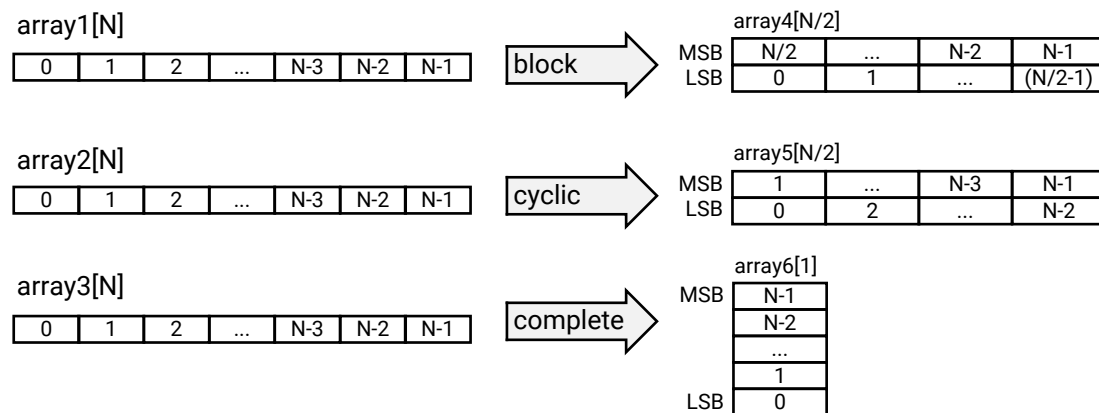 array1[N]
0 1 2 ... N-3 N-2 N-1
block
array4[N/2]
MSB N/2 ... N-2 N-1
LSB 0 1 ... (N/2-1)
array2[N]
0 1 2 ... N-3 N-2 N-1
cyclic
array5[N/2]
MSB 1 ... N-3 N-1
LSB 0 2 ... N-2
array3[N]
0 1 2 ... N-3 N-2 N-1
complete
array6[1]
MSB N-1
N-2
...
1
LSB 0